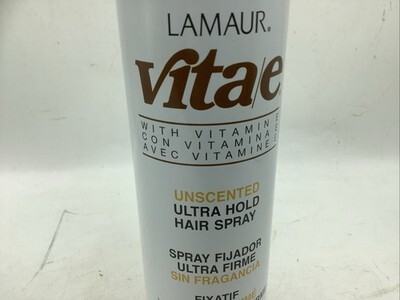 LAMAUR®
Vita/e
WITH VITAMIN E
CON VITAMINA E
AVEC VITAMINE E
UNSCENTED
ULTRA HOLD
HAIR SPRAY
SPRAY FIJADOR
ULTRA FIRME
SIN FRAGANCIA
FIXATIF